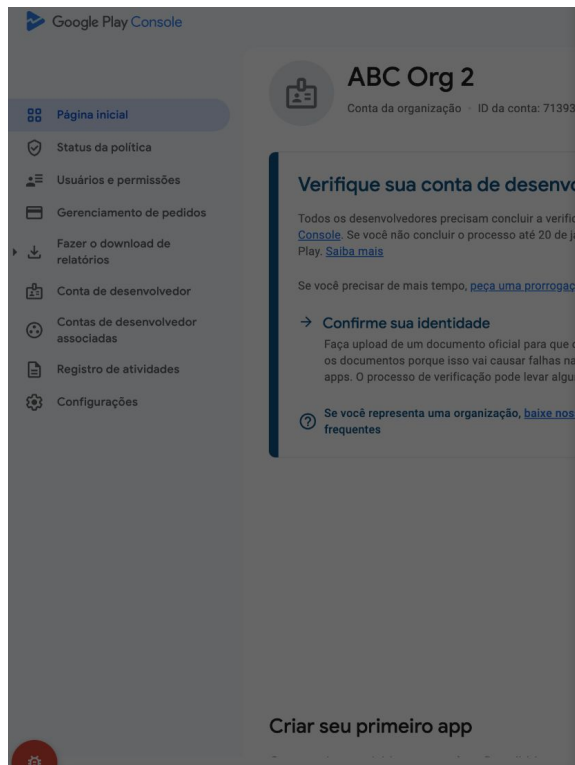 Google Play Console
ABC Org 2
Conta da organização · ID da conta: 71393
Página inicial
Status da política
Usuários e permissões
Gerenciamento de pedidos
Fazer o download de
relatórios
Conta de desenvolvedor
Contas de desenvolvedor
associadas
Registro de atividades
Configurações
Verifique sua conta de desenvo
Todos os desenvolvedores precisam concluir a verific
Console. Se você não concluir o processo até 20 de ja
Play. Saiba mais
Se você precisar de mais tempo, peça uma prorrogaç
Confirme sua identidade
Faça upload de um documento oficial para que
os documentos porque isso vai causar falhas na
apps. O processo de verificação pode levar algu
Se você representa uma organização, baixe nos
frequentes
Criar seu primeiro app